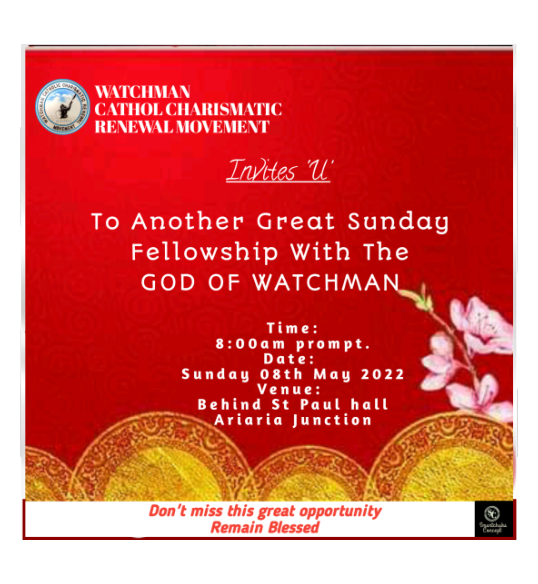 WATCHMAN
CATHOL CHARISMATIC
RENEWAL MOVEMENT
Invites 'U'
To Another Great Sunday
Fellowship With The
GOD OF WATCHMAN
Time:
8:00am prompt.
Date:
Sunday 08th May 2022
Venue:
Behind St Paul hall
Ariaria Junction
Don't miss this great opportunity
Remain Blessed
Concept